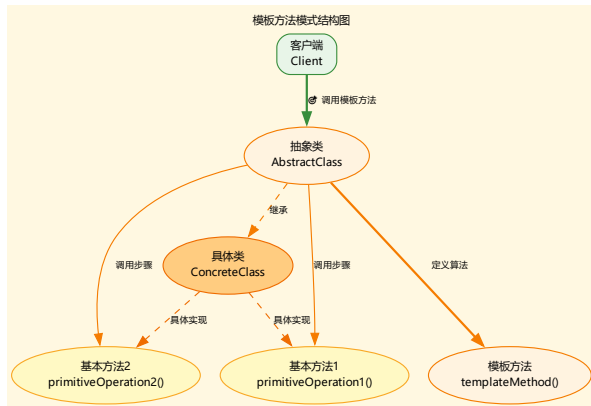 模板方法模式结构图
客户端
Client
🎯 调用模板方法
抽象类
AbstractClass
继承
具体类
ConcreteClass
调用步骤
调用步骤
定义算法
具体实现
具体实现
基本方法2
primitiveOperation2()
基本方法1
primitiveOperation1()
模板方法
templateMethod()